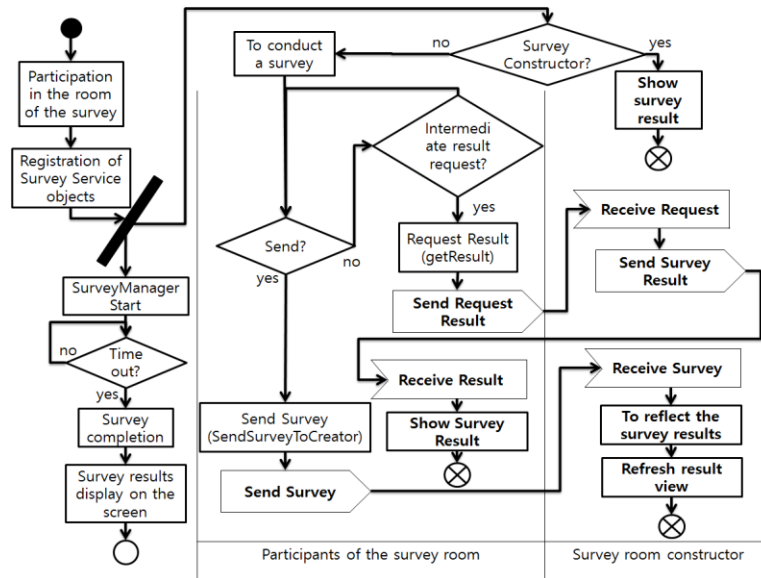 Participation
in the room
of the survey
Registration of
Survey Service
objects
SurveyManager
Start
no
Time
out?
yes
Survey
completion
Survey results
display on the
screen
To conduct
a survey
no
Survey
Constructor?
yes
Show
survey
result
Intermedi
ate result
request?
yes
Send?
no
yes
Request Result
(getResult)
Send Request
Result
Receive Request
Send Survey
Result
Receive Result
Show Survey
Result
Send Survey
(SendSurveyToCreator)
Send Survey
Receive Survey
To reflect the
survey results
Refresh result
view
Participants of the survey room
Survey room constructor